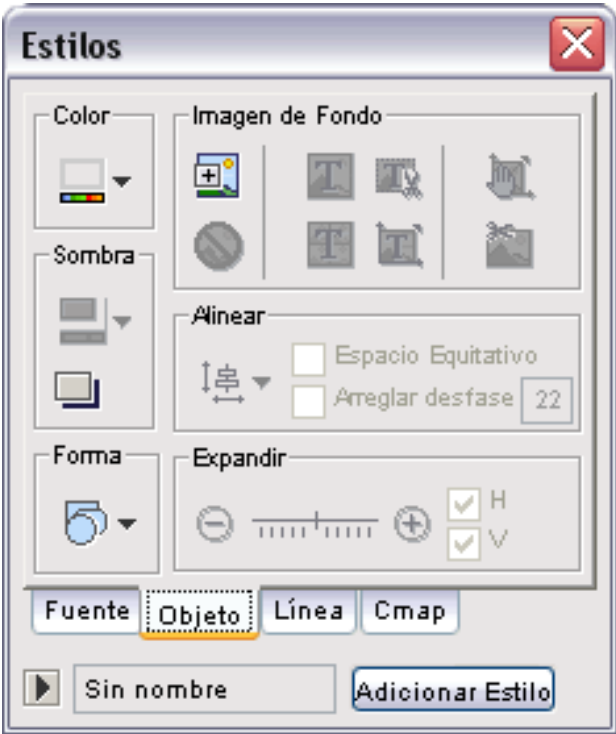 Estilos
Color
Imagen de Fondo
Sombra
Alinear
Espacio Equitativo
Arreglar desfase 22
Forma
Expandir
H
V
Fuente Objeto Línea Cmap
Sin nombre Adicionar Estilo